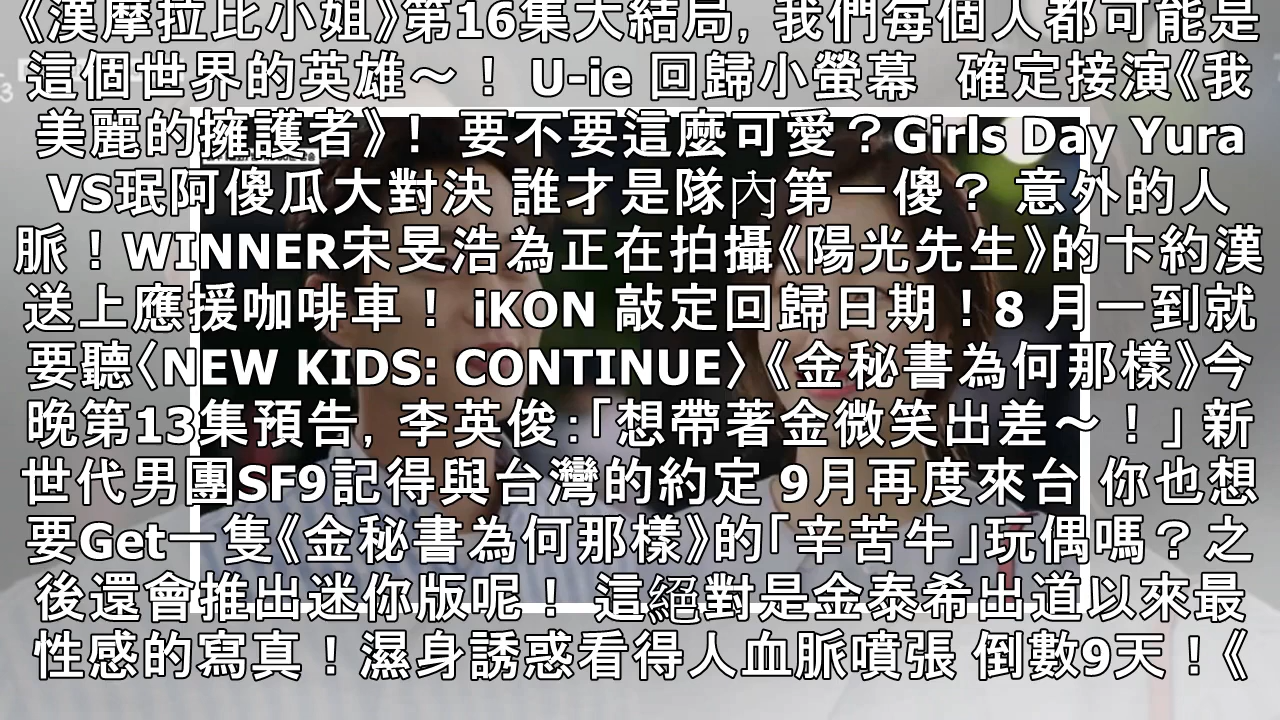 《漢摩拉比小姐》第16集大結局，我們每個人都可能是
這個世界的英雄～！ U-ie 回歸小螢幕 確定接演《我
美麗的擁護者》！ 要不要這麼可愛？Girls Day Yura
VS珉阿傻瓜大對決 誰才是隊內第一傻？ 意外的人
脈！WINNER宋旻浩為正在拍攝《陽光先生》的卞約漢
送上應援咖啡車！ iKON 敲定回歸日期！8 月一到就
要聽〈NEW KIDS: CONTINUE〉《金秘書為何那樣》今
晚第13集預告，李英俊：「想帶著金微笑出差～！」新
世代男團SF9記得與台灣的約定 9月再度來台 你也想
要Get一隻《金秘書為何那樣》的「辛苦牛」玩偶嗎？之
後還會推出迷你版呢！ 這絕對是金泰希出道以來最
性感的寫真！濕身誘惑看得人血脈噴張 倒數9天！《